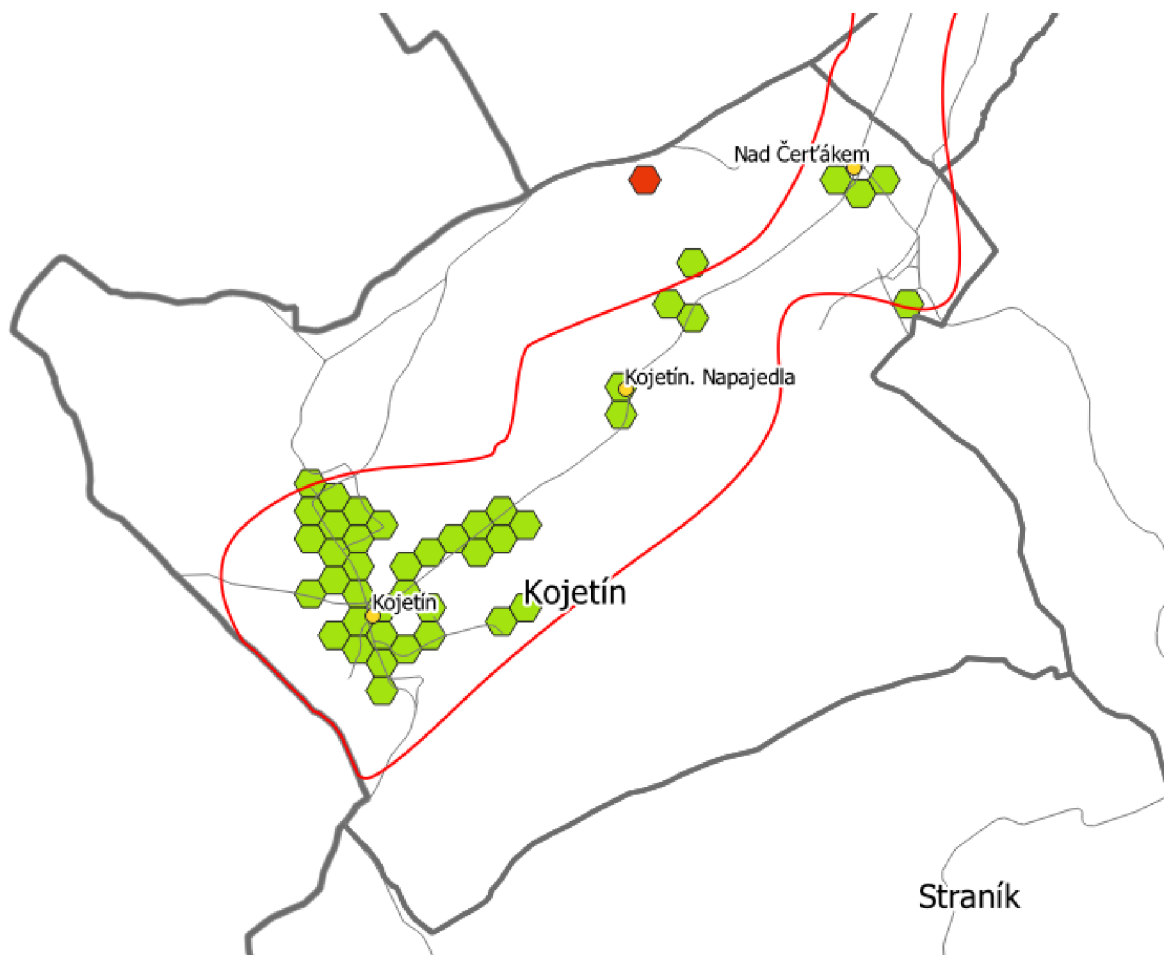 Nad Čerťákem
Kojetín. Napajedla
Kojetín
Kojetín
Straník